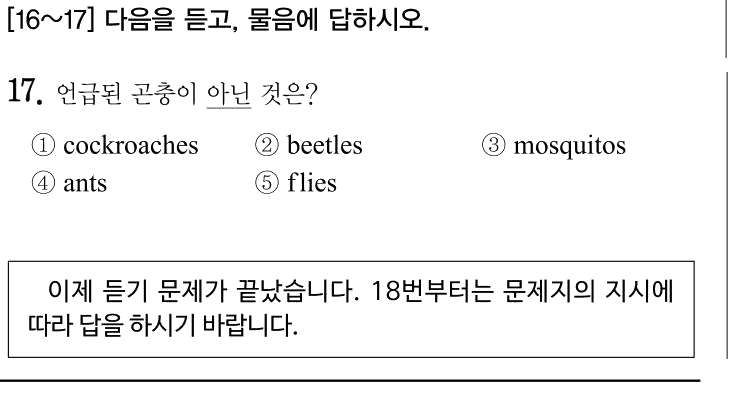 [16～17] 다음을 듣고, 물음에 답하시오.
17. 언급된 곤충이 아닌 것은?
① cockroaches ② beetles ③ mosquitos
④ ants ⑤ flies
이제 듣기 문제가 끝났습니다. 18번부터는 문제지의 지시에
따라 답을 하시기 바랍니다.